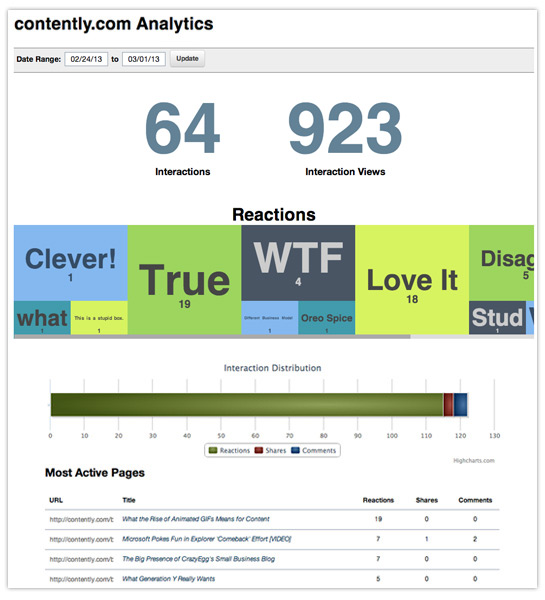 contently.com Analytics
Date Range: 02/24/13 to 03/01/13 Update
64 923
Interactions Interaction Views
Reactions
Clever!
1
True
19
WTF
4
Love It
18
Disag
5
what
1
This is a stupid box.
1
Different Business Model
1
Oreo Spice
1
Stud
1
W
Interaction Distribution
0 10 20 30 40 50 60 70 80 90 100 110 120 130
Reactions Shares Comments
Highcharts.com
Most Active Pages
URL Title Reactions Shares Comments
http://contently.com/t What the Rise of Animated GIFs Means for Content 19 0 0
http://contently.com/t Microsoft Pokes Fun in Explorer 'Comeback' Effort [VIDEO] 7 1 2
http://contently.com/t The Big Presence of CrazyEgg's Small Business Blog 7 0 0
http://contently.com/t What Generation Y Really Wants 5 0 0